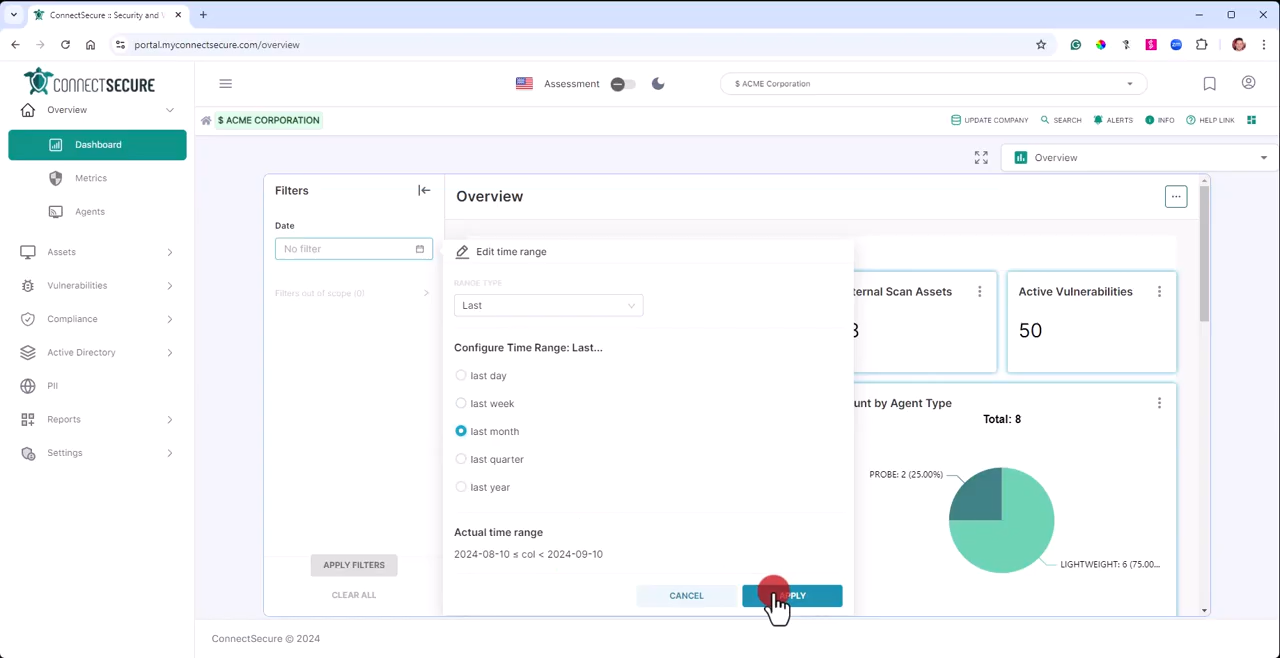 ConnectSecure :: Security and
portal.myconnectsecure.com/overview
CONNECTSECURE
Assessment
$ ACME Corporation
Overview
Dashboard
Metrics
Agents
Assets
Vulnerabilities
Compliance
Active Directory
PII
Reports
Settings
$ ACME CORPORATION
UPDATE COMPANY
SEARCH
ALERTS
INFO
HELP LINK
Overview
Filters
Date
No filter
Filters out of scope (0)
APPLY FILTERS
CLEAR ALL
Overview
...
Edit time range
RANGE TYPE
Last
Configure Time Range: Last...
last day
last week
last month
last quarter
last year
Actual time range
2024-08-10 ≤ col < 2024-09-10
CANCEL
APPLY
ternal Scan Assets
Active Vulnerabilities
50
unt by Agent Type
Total: 8
PROBE: 2 (25.00%)
LIGHTWEIGHT: 6 (75.00...
ConnectSecure © 2024